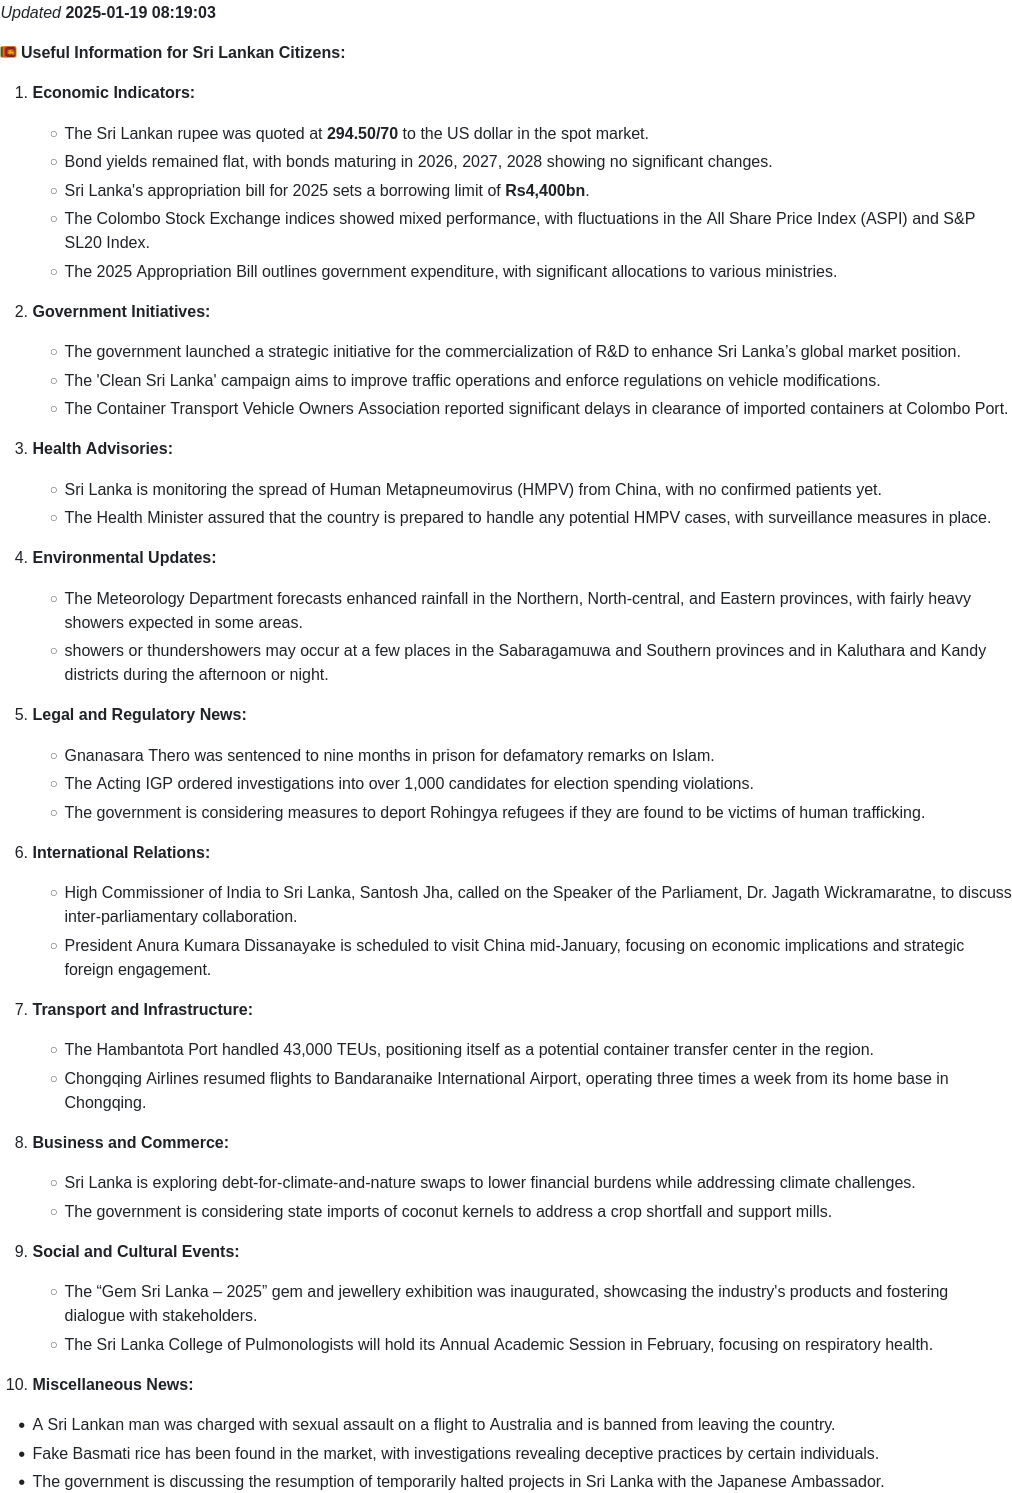 Updated 2025-01-19 08:19:03
Useful Information for Sri Lankan Citizens:
1. Economic Indicators:
○ The Sri Lankan rupee was quoted at 294.50/70 to the US dollar in the spot market.
○ Bond yields remained flat, with bonds maturing in 2026, 2027, 2028 showing no significant changes.
○ Sri Lanka's appropriation bill for 2025 sets a borrowing limit of Rs4,400bn.
○ The Colombo Stock Exchange indices showed mixed performance, with fluctuations in the All Share Price Index (ASPI) and S&P
SL20 Index.
○ The 2025 Appropriation Bill outlines government expenditure, with significant allocations to various ministries.
2. Government Initiatives:
○ The government launched a strategic initiative for the commercialization of R&D to enhance Sri Lanka’s global market position.
○ The 'Clean Sri Lanka' campaign aims to improve traffic operations and enforce regulations on vehicle modifications.
○ The Container Transport Vehicle Owners Association reported significant delays in clearance of imported containers at Colombo Port.
3. Health Advisories:
○ Sri Lanka is monitoring the spread of Human Metapneumovirus (HMPV) from China, with no confirmed patients yet.
○ The Health Minister assured that the country is prepared to handle any potential HMPV cases, with surveillance measures in place.
4. Environmental Updates:
○ The Meteorology Department forecasts enhanced rainfall in the Northern, North-central, and Eastern provinces, with fairly heavy
showers expected in some areas.
○ showers or thundershowers may occur at a few places in the Sabaragamuwa and Southern provinces and in Kaluthara and Kandy
districts during the afternoon or night.
5. Legal and Regulatory News:
○ Gnanasara Thero was sentenced to nine months in prison for defamatory remarks on Islam.
○ The Acting IGP ordered investigations into over 1,000 candidates for election spending violations.
○ The government is considering measures to deport Rohingya refugees if they are found to be victims of human trafficking.
6. International Relations:
○ High Commissioner of India to Sri Lanka, Santosh Jha, called on the Speaker of the Parliament, Dr. Jagath Wickramaratne, to discuss
inter-parliamentary collaboration.
○ President Anura Kumara Dissanayake is scheduled to visit China mid-January, focusing on economic implications and strategic
foreign engagement.
7. Transport and Infrastructure:
○ The Hambantota Port handled 43,000 TEUs, positioning itself as a potential container transfer center in the region.
○ Chongqing Airlines resumed flights to Bandaranaike International Airport, operating three times a week from its home base in
Chongqing.
8. Business and Commerce:
○ Sri Lanka is exploring debt-for-climate-and-nature swaps to lower financial burdens while addressing climate challenges.
○ The government is considering state imports of coconut kernels to address a crop shortfall and support mills.
9. Social and Cultural Events:
○ The “Gem Sri Lanka – 2025” gem and jewellery exhibition was inaugurated, showcasing the industry's products and fostering
dialogue with stakeholders.
○ The Sri Lanka College of Pulmonologists will hold its Annual Academic Session in February, focusing on respiratory health.
10. Miscellaneous News:
• A Sri Lankan man was charged with sexual assault on a flight to Australia and is banned from leaving the country.
• Fake Basmati rice has been found in the market, with investigations revealing deceptive practices by certain individuals.
• The government is discussing the resumption of temporarily halted projects in Sri Lanka with the Japanese Ambassador.